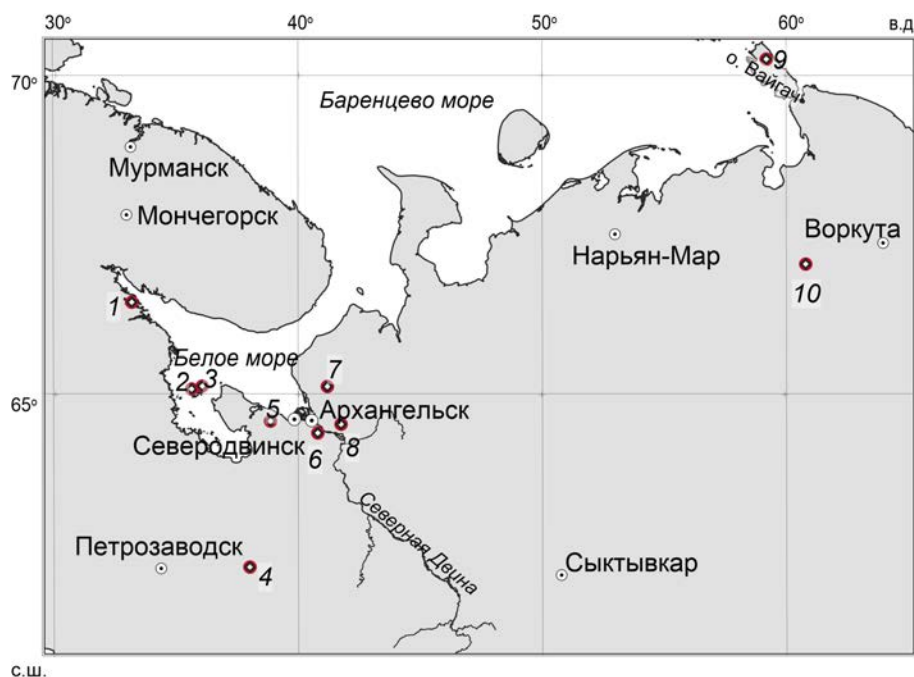 30° 40° 50° 60° в.д.
70°
Баренцево море
о. Вайгач
9
Мурманск
Мончегорск
Нарьян-Мар
Воркута
10
1
Белое море
2 3
7
65°
5
Архангельск
Северодвинск
6
8
Северная Двина
Петрозаводск
4
Сыктывкар
с.ш.